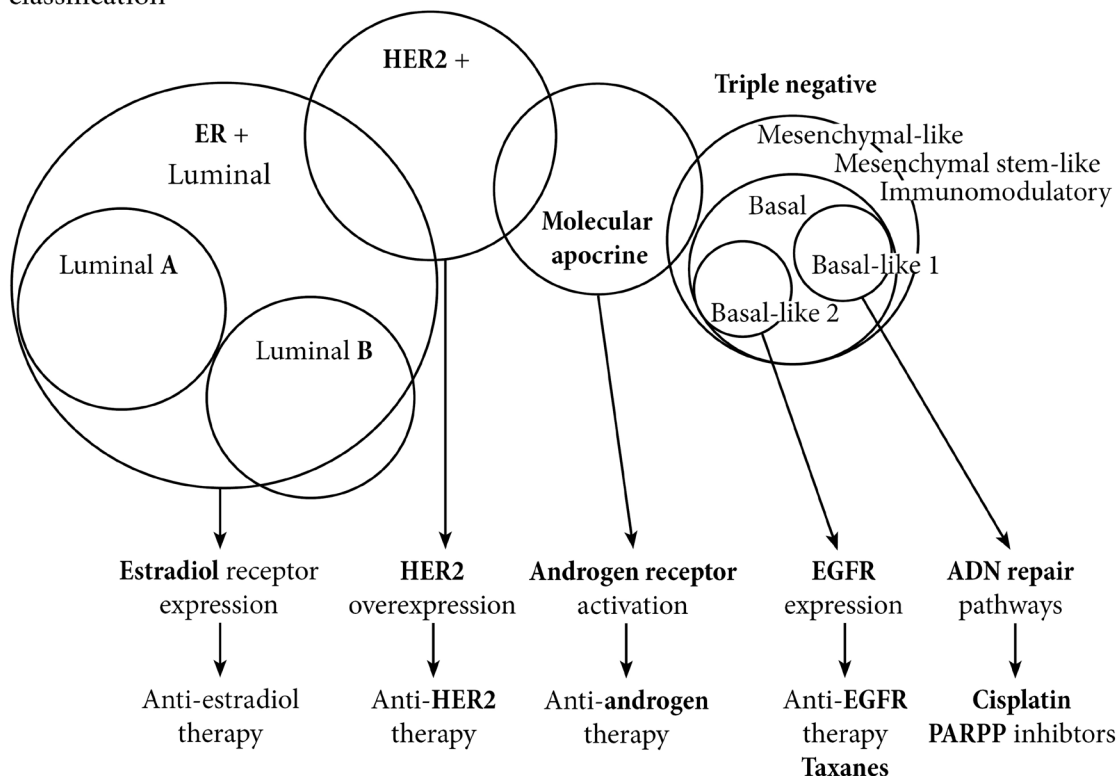 classification
HER2 +
Triple negative
ER +
Luminal
Mesenchymal-like
Mesenchymal stem-like
Immunomodulatory
Basal
Molecular
apocrine
Luminal A
Basal-like 1
Basal-like 2
Luminal B
Estradiol receptor
expression
HER2
overexpression
Androgen receptor
activation
EGFR
expression
ADN repair
pathways
Anti-estradiol
therapy
Anti-HER2
therapy
Anti-androgen
therapy
Anti-EGFR
therapy
Taxanes
Cisplatin
PARPP inhibtors